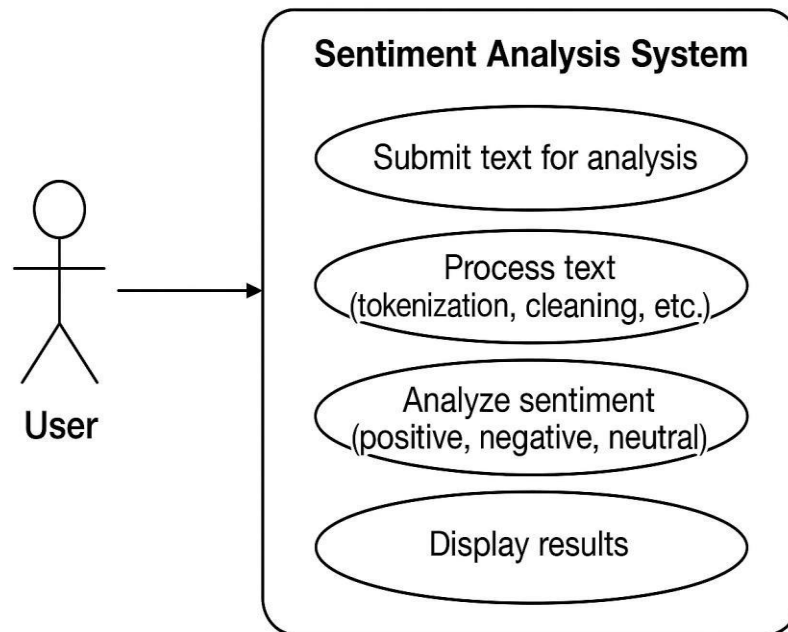 Sentiment Analysis System
Submit text for analysis
Process text
(tokenization, cleaning, etc.)
Analyze sentiment
(positive, negative, neutral)
Display results
User